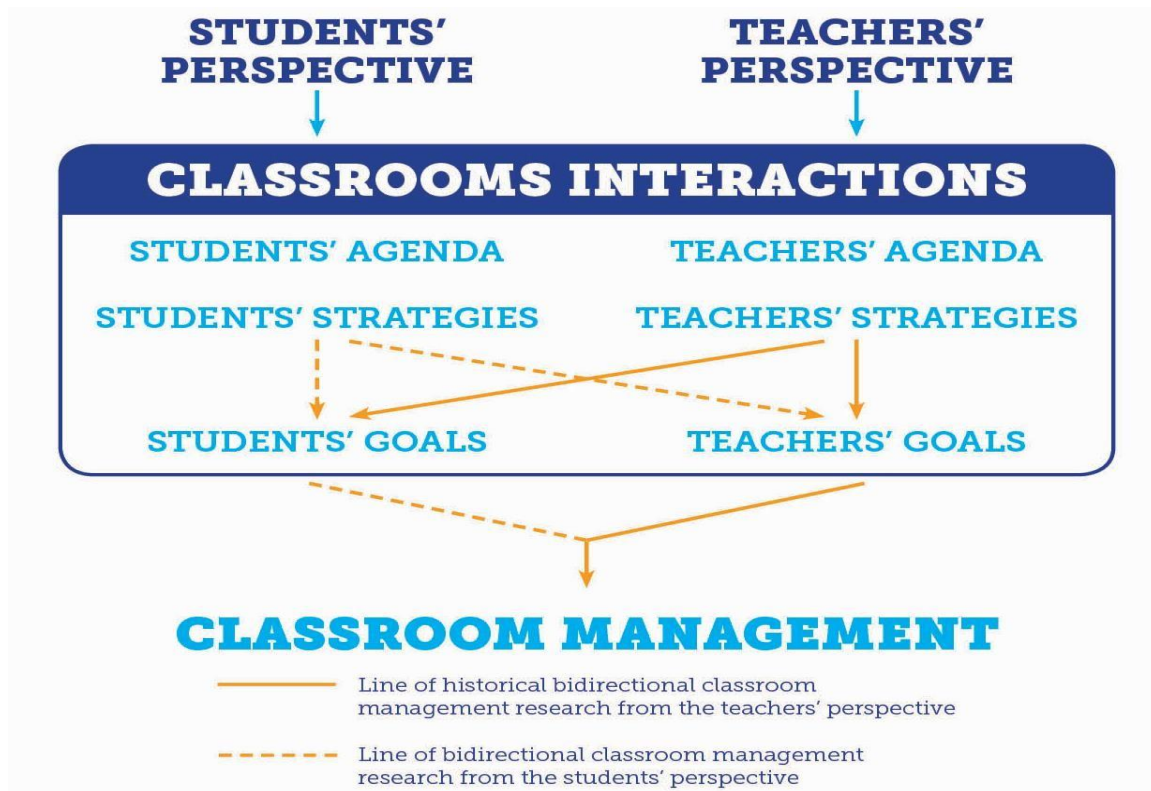 STUDENTS'
PERSPECTIVE
TEACHERS'
PERSPECTIVE
CLASSROOMS INTERACTIONS
STUDENTS' AGENDA
TEACHERS' AGENDA
STUDENTS' STRATEGIES
TEACHERS' STRATEGIES
STUDENTS' GOALS
TEACHERS' GOALS
CLASSROOM MANAGEMENT
Line of historical bidirectional classroom
management research from the teachers' perspective
Line of bidirectional classroom management
research from the students' perspective